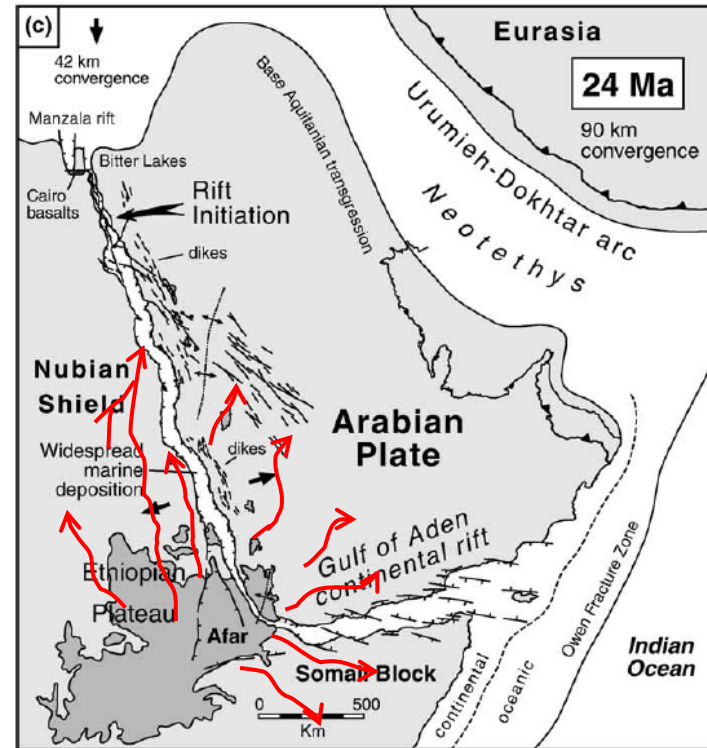 (c)
42 km
convergence
Manzala rift
Bitter Lakes
Cairo
basalts
Rift
Initiation
dikes
Base Aquitanian transgression
Eurasia
24 Ma
90 km
convergence
Urumieh-Dokhtar arc
Neotethys
Nubian
Shield
Widespread
marine
deposition
dikes
Arabian
Plate
Gulf of Aden
continental rift
Ethiopian
Plateau
Afar
Somali Block
0
500
Km
continental
oceanic
Owen Fracture Zone
Indian
Ocean